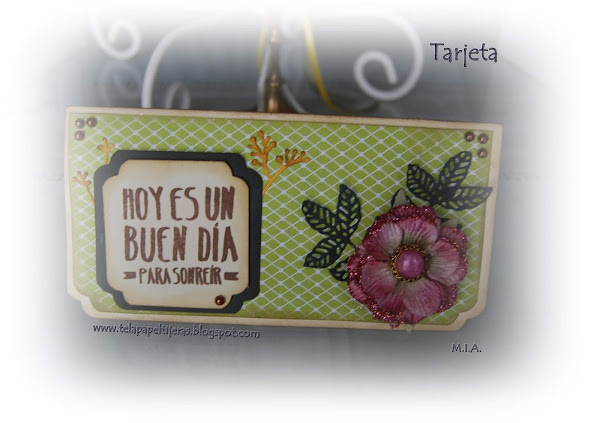 Tarjeta
HOY ES UN
BUEN DÍA
PARA SONREÍR
www.telapapeltijeras.blogspot.com
M.I.A.